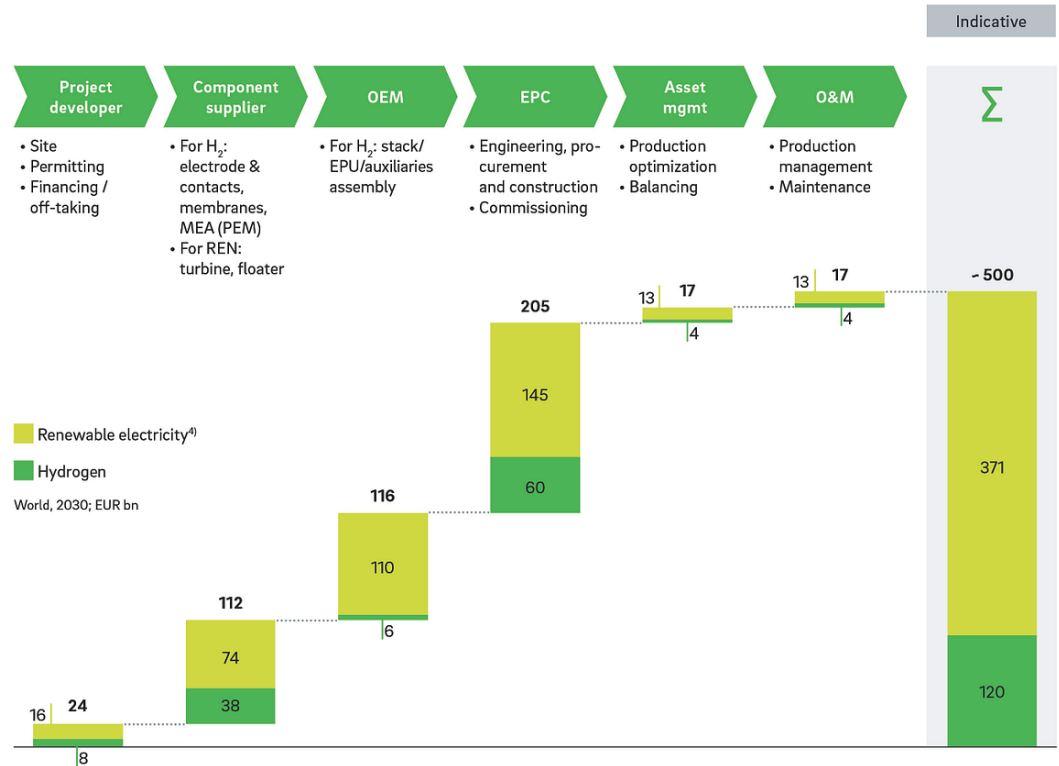 Indicative
Project
developer
Component
supplier
OEM
EPC
Asset
mgmt
O&M
Σ
• Site
• Permitting
• Financing /
off-taking
• For H₂:
electrode &
contacts,
membranes,
MEA (PEM)
• For REN:
turbine, floater
• For H₂: stack/
EPU/auxiliaries
assembly
• Engineering, pro-
curement
and construction
• Commissioning
• Production
optimization
• Balancing
• Production
management
• Maintenance
16
24
8
112
74
38
116
110
6
205
145
60
13
17
4
13
17
4
~ 500
371
120
Renewable electricity⁴⁾
Hydrogen
World, 2030; EUR bn